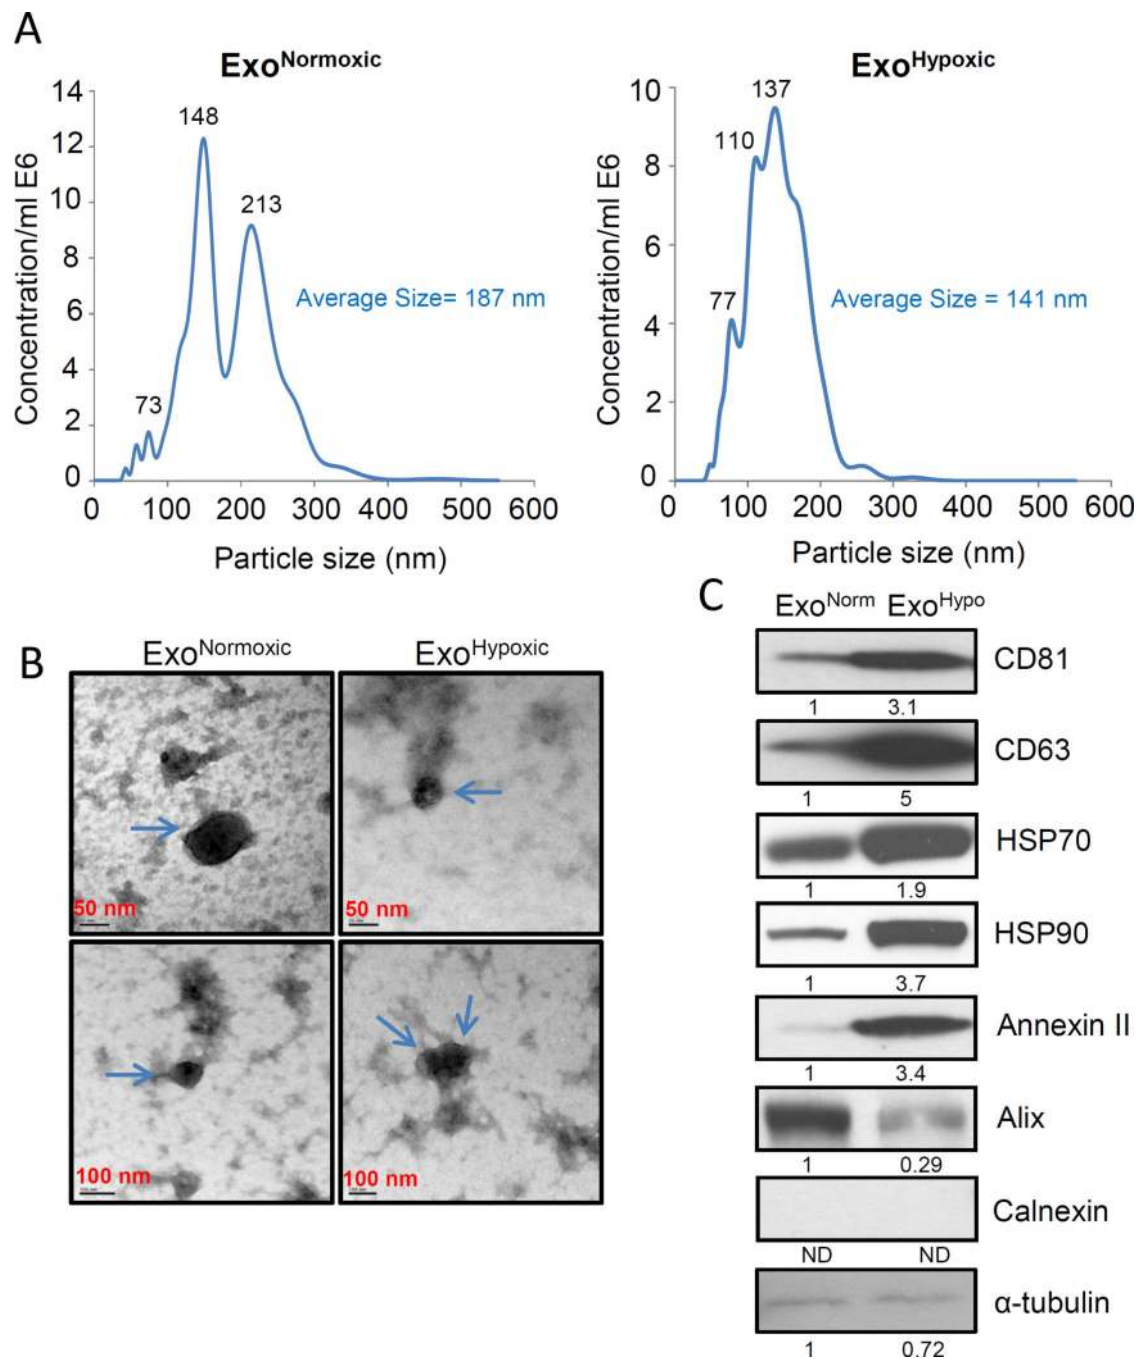 A
Exo^Normoxic
14
12
10
8
6
4
2
0
Concentration/ml E6
148
213
73
Average Size= 187 nm
0 100 200 300 400 500 600
Particle size (nm)
Exo^Hypoxic
10
8
6
4
2
0
Concentration/ml E6
137
110
77
Average Size = 141 nm
0 100 200 300 400 500 600
Particle size (nm)
B
Exo^Normoxic Exo^Hypoxic
50 nm
50 nm
100 nm
100 nm
C
Exo^Norm Exo^Hypo
CD81
1 3.1
CD63
1 5
HSP70
1 1.9
HSP90
1 3.7
Annexin II
1 3.4
Alix
1 0.29
Calnexin
ND ND
α-tubulin
1 0.72